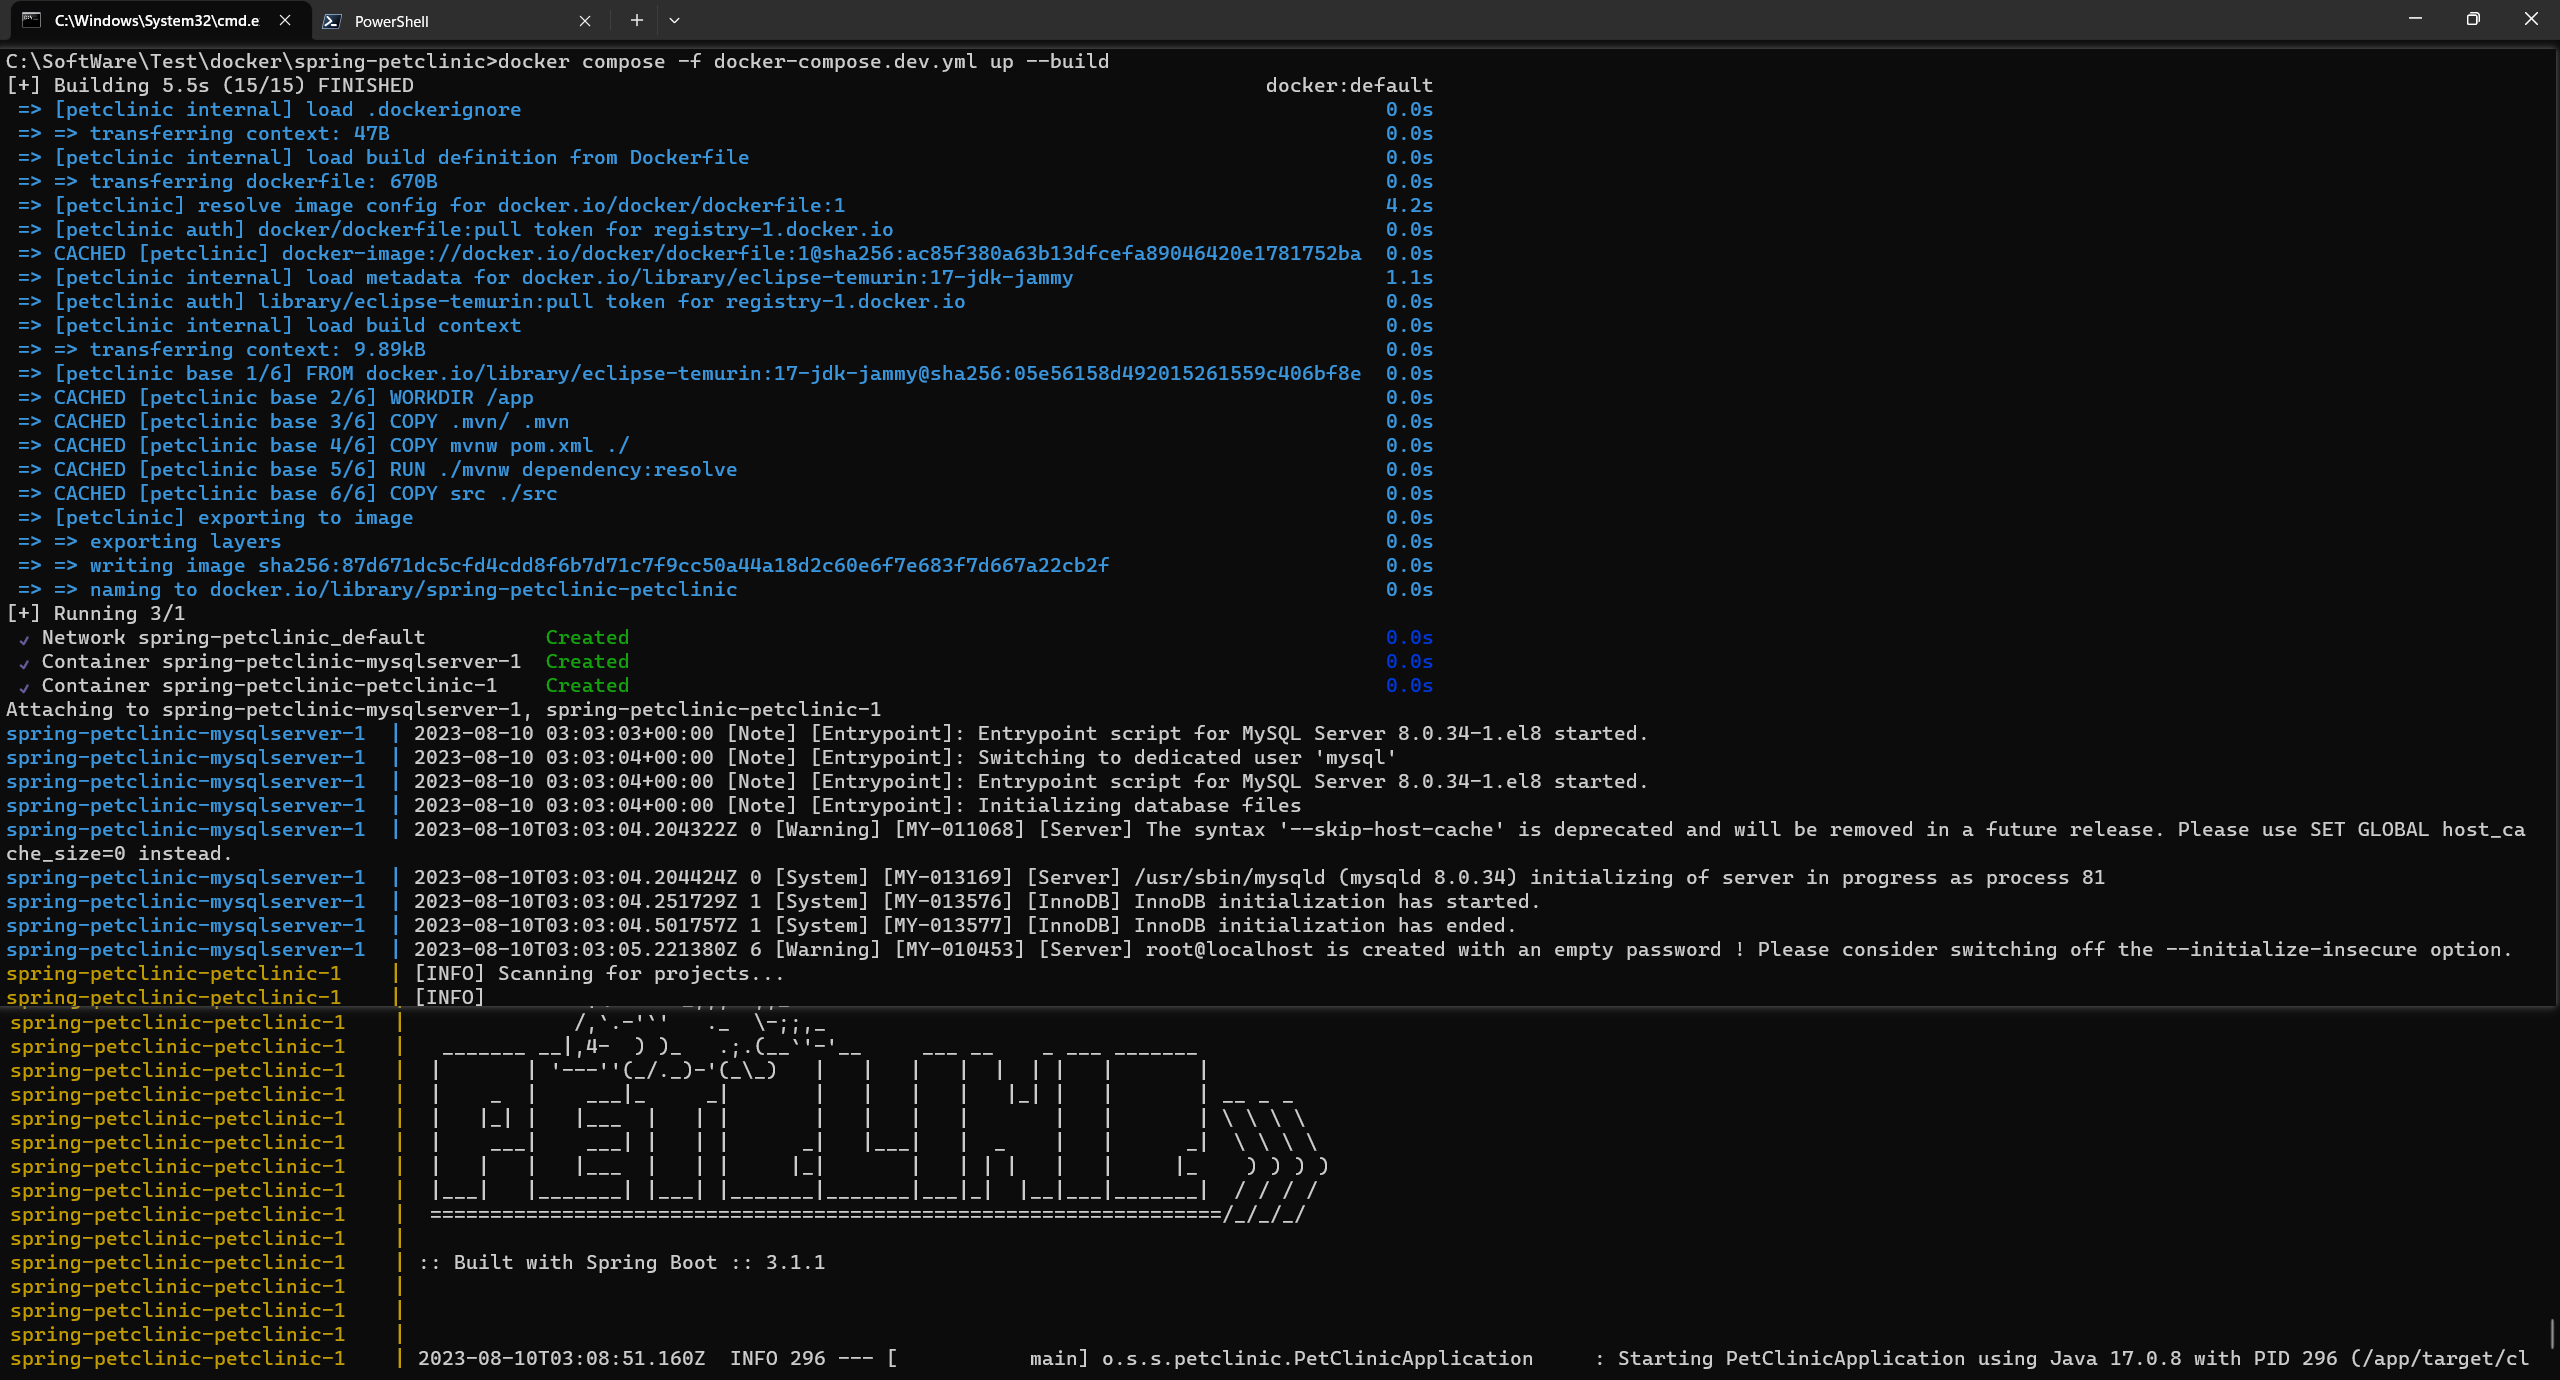 C:\Windows\System32\cmd.e
PowerShell
C:\SoftWare\Test\docker\spring-petclinic>docker compose -f docker-compose.dev.yml up --build
[+] Building 5.5s (15/15) FINISHED docker:default
=> [petclinic internal] load .dockerignore 0.0s
=> => transferring context: 47B 0.0s
=> [petclinic internal] load build definition from Dockerfile 0.0s
=> => transferring dockerfile: 670B 0.0s
=> [petclinic] resolve image config for docker.io/docker/dockerfile:1 4.2s
=> [petclinic auth] docker/dockerfile:pull token for registry-1.docker.io 0.0s
=> CACHED [petclinic] docker-image://docker.io/docker/dockerfile:1@sha256:ac85f380a63b13dfcefa89046420e1781752ba 0.0s
=> [petclinic internal] load metadata for docker.io/library/eclipse-temurin:17-jdk-jammy 1.1s
=> [petclinic auth] library/eclipse-temurin:pull token for registry-1.docker.io 0.0s
=> [petclinic internal] load build context 0.0s
=> => transferring context: 9.89kB 0.0s
=> [petclinic base 1/6] FROM docker.io/library/eclipse-temurin:17-jdk-jammy@sha256:05e56158d492015261559c406bf8e 0.0s
=> CACHED [petclinic base 2/6] WORKDIR /app 0.0s
=> CACHED [petclinic base 3/6] COPY .mvn/ .mvn 0.0s
=> CACHED [petclinic base 4/6] COPY mvnw pom.xml ./ 0.0s
=> CACHED [petclinic base 5/6] RUN ./mvnw dependency:resolve 0.0s
=> CACHED [petclinic base 6/6] COPY src ./src 0.0s
=> [petclinic] exporting to image 0.0s
=> => exporting layers 0.0s
=> => writing image sha256:87d671dc5cfd4cdd8f6b7d71c7f9cc50a44a18d2c60e6f7e683f7d667a22cb2f 0.0s
=> => naming to docker.io/library/spring-petclinic-petclinic 0.0s
[+] Running 3/1
✓ Network spring-petclinic_default Created 0.0s
✓ Container spring-petclinic-mysqlserver-1 Created 0.0s
✓ Container spring-petclinic-petclinic-1 Created 0.0s
Attaching to spring-petclinic-mysqlserver-1, spring-petclinic-petclinic-1
spring-petclinic-mysqlserver-1 | 2023-08-10 03:03:03+00:00 [Note] [Entrypoint]: Entrypoint script for MySQL Server 8.0.34-1.el8 started.
spring-petclinic-mysqlserver-1 | 2023-08-10 03:03:04+00:00 [Note] [Entrypoint]: Switching to dedicated user 'mysql'
spring-petclinic-mysqlserver-1 | 2023-08-10 03:03:04+00:00 [Note] [Entrypoint]: Entrypoint script for MySQL Server 8.0.34-1.el8 started.
spring-petclinic-mysqlserver-1 | 2023-08-10 03:03:04+00:00 [Note] [Entrypoint]: Initializing database files
spring-petclinic-mysqlserver-1 | 2023-08-10T03:03:04.204322Z 0 [Warning] [MY-011068] [Server] The syntax '--skip-host-cache' is deprecated and will be removed in a future release. Please use SET GLOBAL host_ca
che_size=0 instead.
spring-petclinic-mysqlserver-1 | 2023-08-10T03:03:04.204424Z 0 [System] [MY-013169] [Server] /usr/sbin/mysqld (mysqld 8.0.34) initializing of server in progress as process 81
spring-petclinic-mysqlserver-1 | 2023-08-10T03:03:04.251729Z 1 [System] [MY-013576] [InnoDB] InnoDB initialization has started.
spring-petclinic-mysqlserver-1 | 2023-08-10T03:03:04.501757Z 1 [System] [MY-013577] [InnoDB] InnoDB initialization has ended.
spring-petclinic-mysqlserver-1 | 2023-08-10T03:03:05.221380Z 6 [Warning] [MY-010453] [Server] root@localhost is created with an empty password ! Please consider switching off the --initialize-insecure option.
spring-petclinic-petclinic-1 | [INFO] Scanning for projects...
spring-petclinic-petclinic-1 | [INFO]
spring-petclinic-petclinic-1 | /,`.-'`' ._ \-;;,_
spring-petclinic-petclinic-1 | _______ __|,4- ) )_ .;.(__`'-'__ ___ __ _ ___ _______
spring-petclinic-petclinic-1 | | | '---''(_/._)-'(_\_) | | | | | | | | |
spring-petclinic-petclinic-1 | | _ | ___|_ _| | | | | |_| | | | __ _ _
spring-petclinic-petclinic-1 | | |_| | |___ | | | | | | | | | | \ \ \ \
spring-petclinic-petclinic-1 | | ___| ___| | | | _| |___| | _ | | _| \ \ \ \
spring-petclinic-petclinic-1 | | | | |___ | | | |_| | | | | | | |_ ) ) ) )
spring-petclinic-petclinic-1 | |___| |_______| |___| |_______|_______|___|_| |__|___|_______| / / / /
spring-petclinic-petclinic-1 | ==================================================================/_/_/_/
spring-petclinic-petclinic-1 |
spring-petclinic-petclinic-1 | :: Built with Spring Boot :: 3.1.1
spring-petclinic-petclinic-1 |
spring-petclinic-petclinic-1 |
spring-petclinic-petclinic-1 |
spring-petclinic-petclinic-1 | 2023-08-10T03:08:51.160Z INFO 296 --- [ main] o.s.s.petclinic.PetClinicApplication : Starting PetClinicApplication using Java 17.0.8 with PID 296 (/app/target/cl